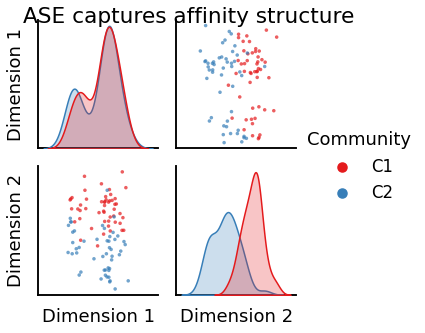 ASE captures affinity structure
Dimension 1
Community
C1
C2
Dimension 2
Dimension 1
Dimension 2